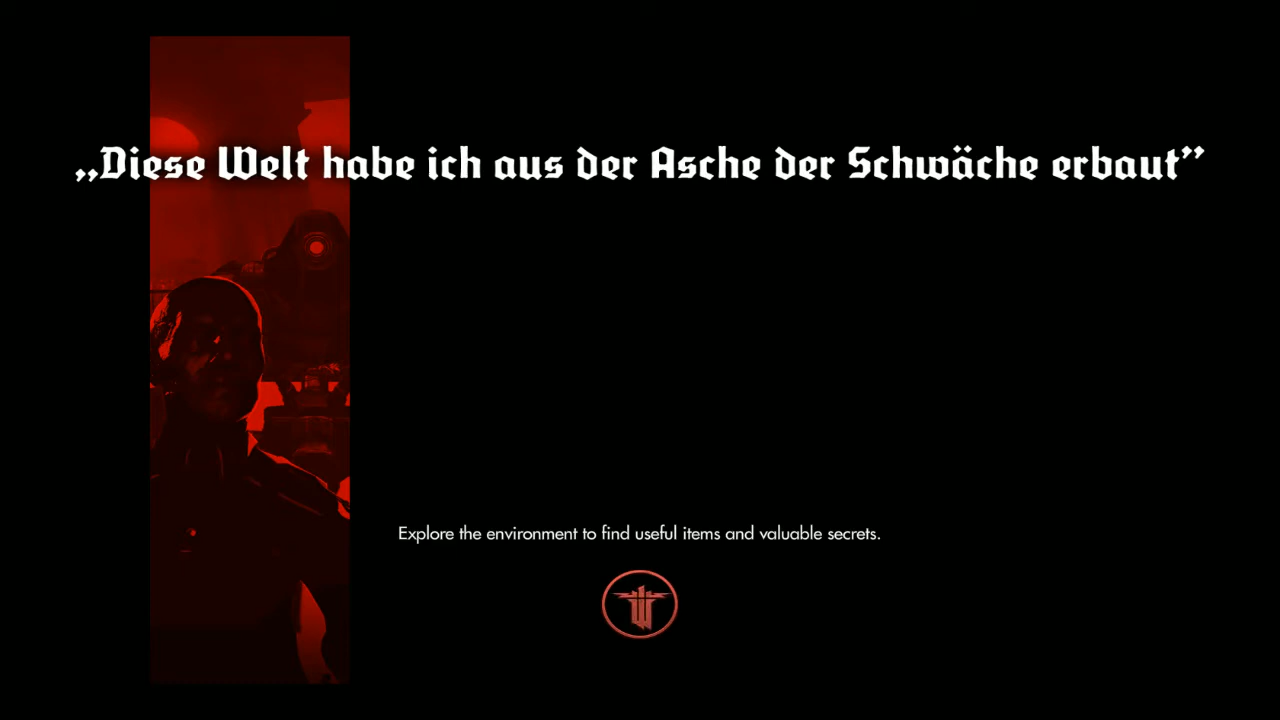 „Diese Welt habe ich aus der Asche der Schwäche erbaut”
Explore the environment to find useful items and valuable secrets.